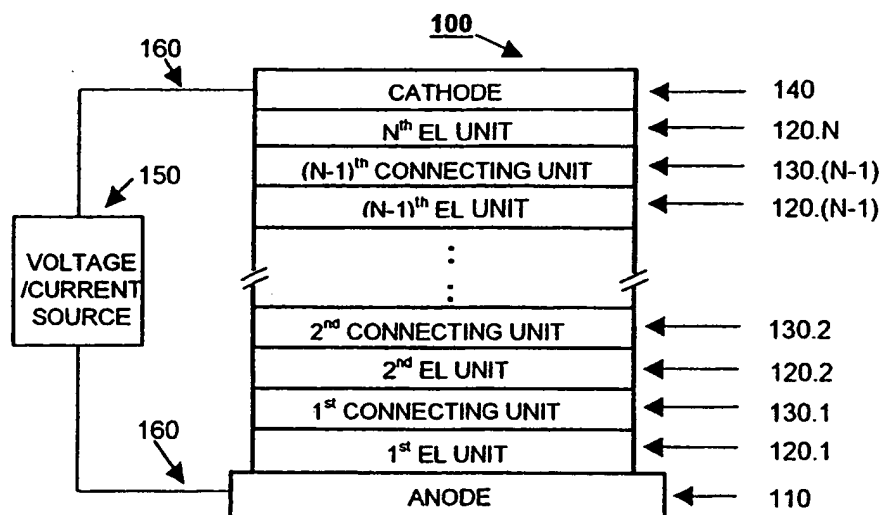 100
160
CATHODE
140
Nth EL UNIT
120.N
(N-1)th CONNECTING UNIT
130.(N-1)
150
(N-1)th EL UNIT
120.(N-1)
VOLTAGE
/CURRENT
SOURCE
2nd CONNECTING UNIT
130.2
2nd EL UNIT
120.2
1st CONNECTING UNIT
130.1
160
1st EL UNIT
120.1
ANODE
110